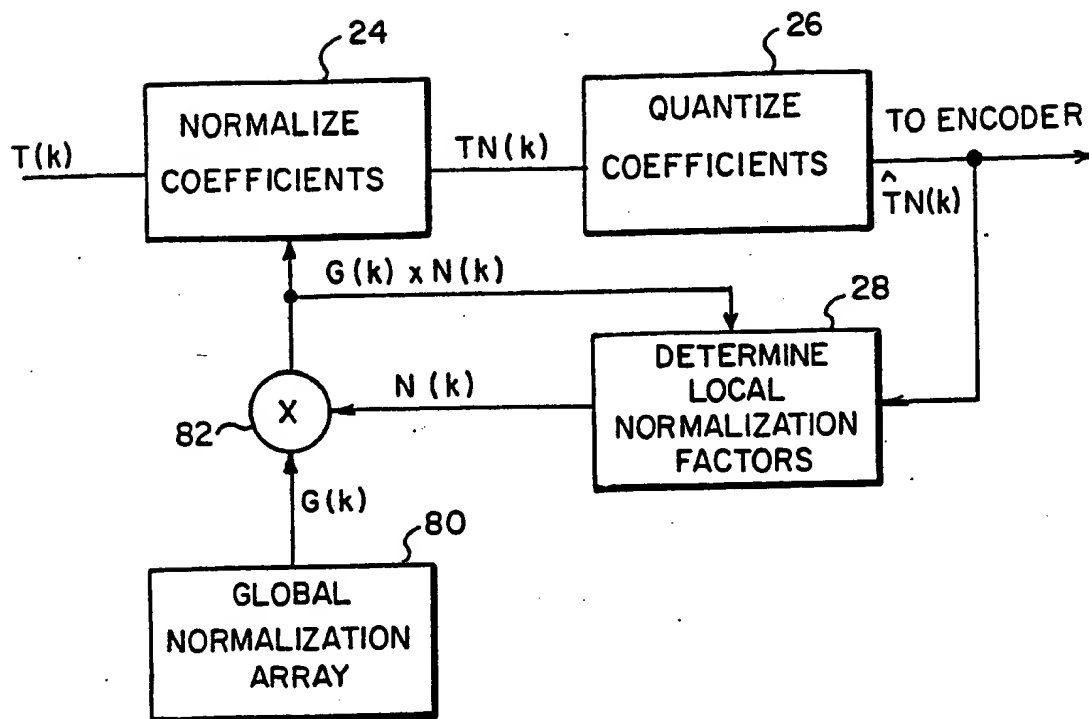 24
26
NORMALIZE
COEFFICIENTS
QUANTIZE
COEFFICIENTS
T(k)
TN(k)
TO ENCODER
T̂N(k)
G(k) x N(k)
28
DETERMINE
LOCAL
NORMALIZATION
FACTORS
N(k)
X
82
G(k)
80
GLOBAL
NORMALIZATION
ARRAY